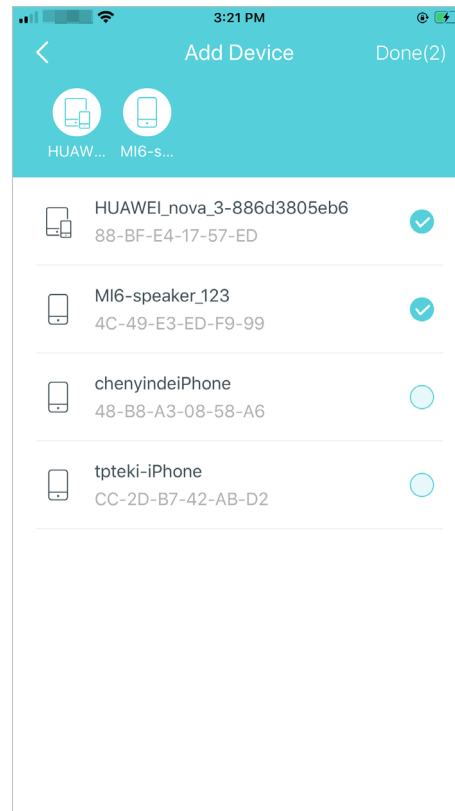 3:21 PM
Add Device
Done(2)
HUAW... MI6-s...
HUAWEI_nova_3-886d3805eb6
88-BF-E4-17-57-ED
MI6-speaker_123
4C-49-E3-ED-F9-99
chenyindeiPhone
48-B8-A3-08-58-A6
tpteki-iPhone
CC-2D-B7-42-AB-D2